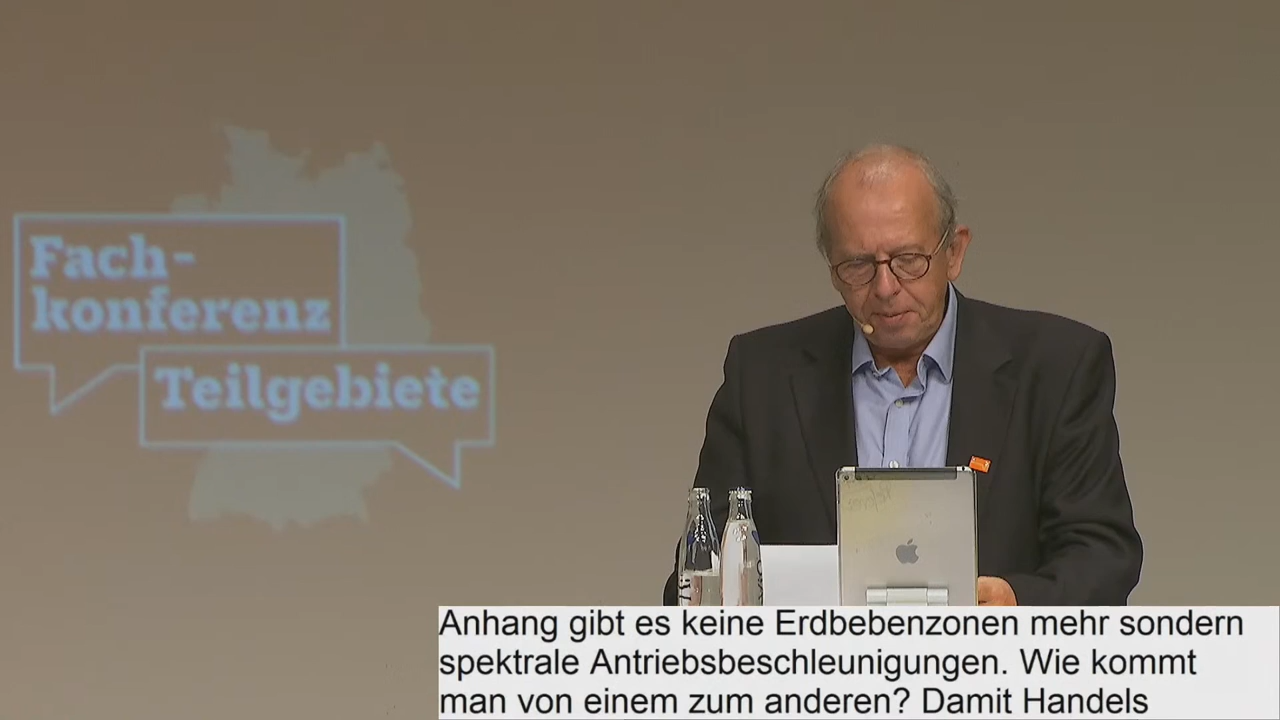 Fach-
konferenz
Teilgebiete
Anhang gibt es keine Erdbebenzonen mehr sondern
spektrale Antriebsbeschleunigungen. Wie kommt
man von einem zum anderen? Damit Handels